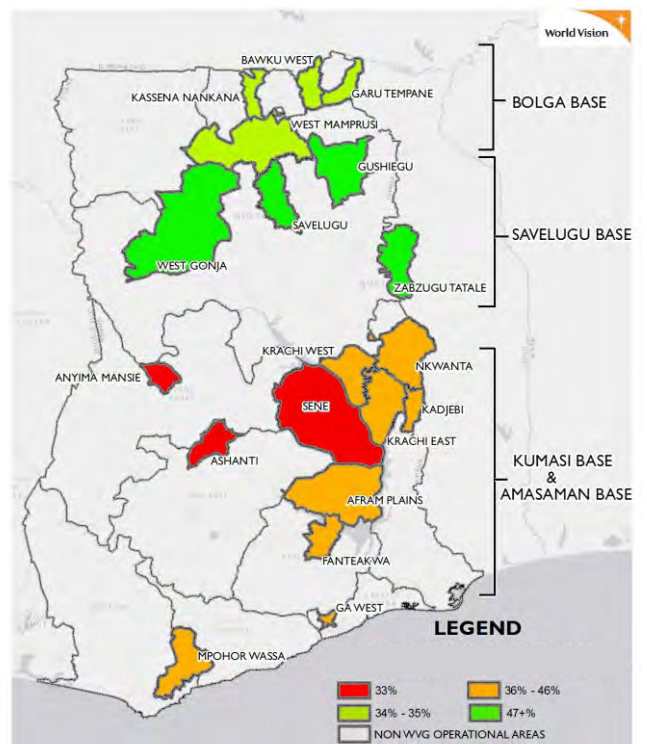 World Vision
BAWKU WEST
KASSENA NANKANA
GARU TEMPANE
BOLGA BASE
WEST MAMPRUSI
GUSHIEGU
SAVELUGU
SAVELUGU BASE
WEST GONJA
ZABZUGU TATALE
KRACHI WEST
NKWANTA
ANYIMA MANSIE
SENE
KADJEBI
KRACHI EAST
ASHANTI
KUMASI BASE
&
AMASAMAN BASE
AFRAM PLAINS
FANTEAKWA
GA WEST
LEGEND
MPOHOR WASSA
33%
36% - 46%
34% - 35%
47+%
NON WVG OPERATIONAL AREAS